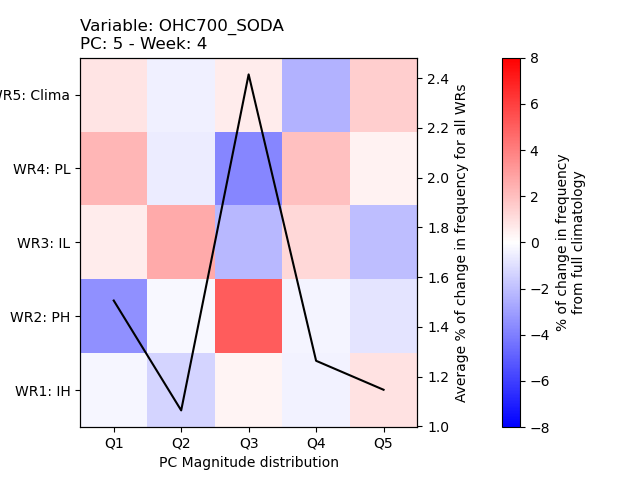 Variable: OHC700_SODA
PC: 5 - Week: 4
WR5: Clima
WR4: PL
WR3: IL
WR2: PH
WR1: IH
Q1 Q2 Q3 Q4 Q5
PC Magnitude distribution
2.4
2.2
2.0
1.8
1.6
1.4
1.2
1.0
Average % of change in frequency for all WRs
8
6
4
2
0
−2
−4
−6
−8
% of change in frequency
from full climatology